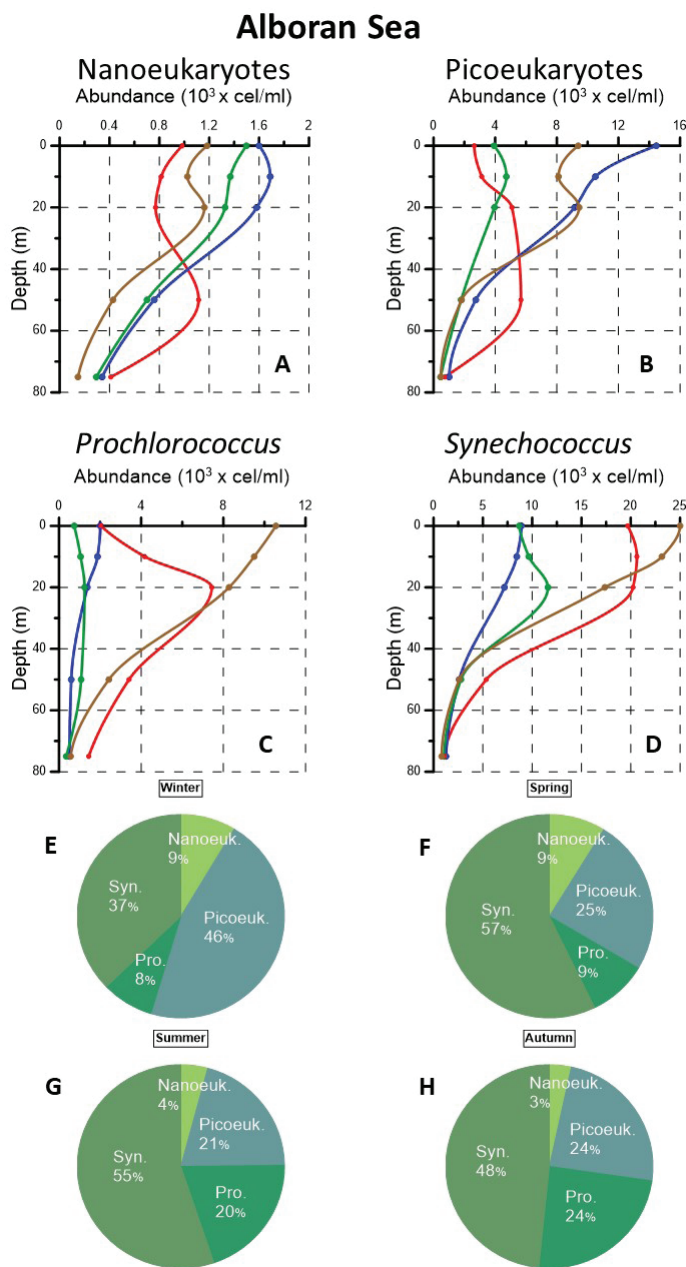 Alboran Sea
Nanoeukaryotes
Abundance (10³ x cel/ml)
0 0.4 0.8 1.2 1.6 2
0
20
40
60
80
Depth (m)
A
Picoeukaryotes
Abundance (10³ x cel/ml)
0 4 8 12 16
0
20
40
60
80
Depth (m)
B
Prochlorococcus
Abundance (10³ x cel/ml)
0 4 8 12
0
20
40
60
80
Depth (m)
C
Synechococcus
Abundance (10³ x cel/ml)
0 5 10 15 20 25
0
20
40
60
80
Depth (m)
D
Winter
E
Nanoeuk.
9%
Syn.
37%
Picoeuk.
46%
Pro.
8%
Spring
F
Nanoeuk.
9%
Picoeuk.
25%
Syn.
57%
Pro.
9%
Summer
G
Nanoeuk.
4%
Picoeuk.
21%
Syn.
55%
Pro.
20%
Autumn
H
Nanoeuk.
3%
Picoeuk.
24%
Syn.
48%
Pro.
24%